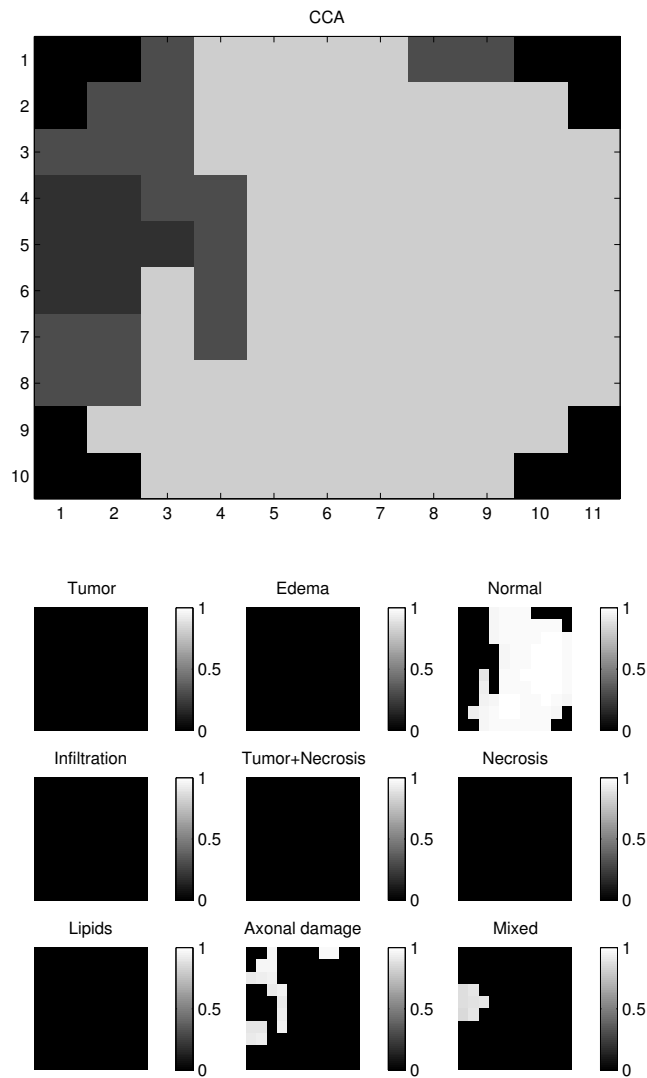 CCA
1
2
3
4
5
6
7
8
9
10
1 2 3 4 5 6 7 8 9 10 11
Tumor Edema Normal
1 1 1
0.5 0.5 0.5
0 0 0
Infiltration Tumor+Necrosis Necrosis
1 1 1
0.5 0.5 0.5
0 0 0
Lipids Axonal damage Mixed
1 1 1
0.5 0.5 0.5
0 0 0